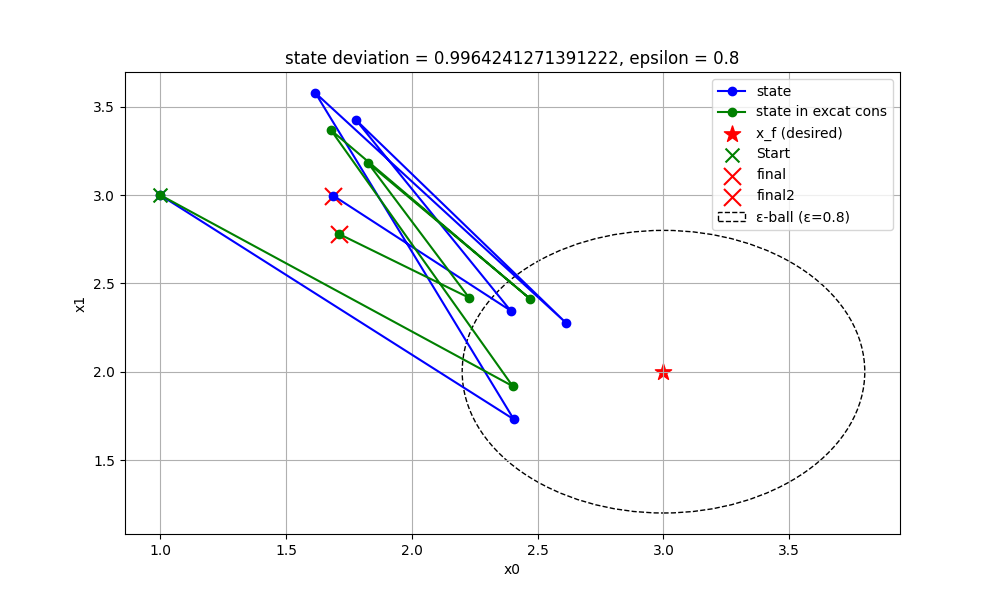 state deviation = 0.9964241271391222, epsilon = 0.8
state
state in excat cons
x_f (desired)
Start
final
final2
ε-ball (ε=0.8)
3.5
3.0
2.5
2.0
1.5
x1
1.0
1.5
2.0
2.5
3.0
3.5
x0